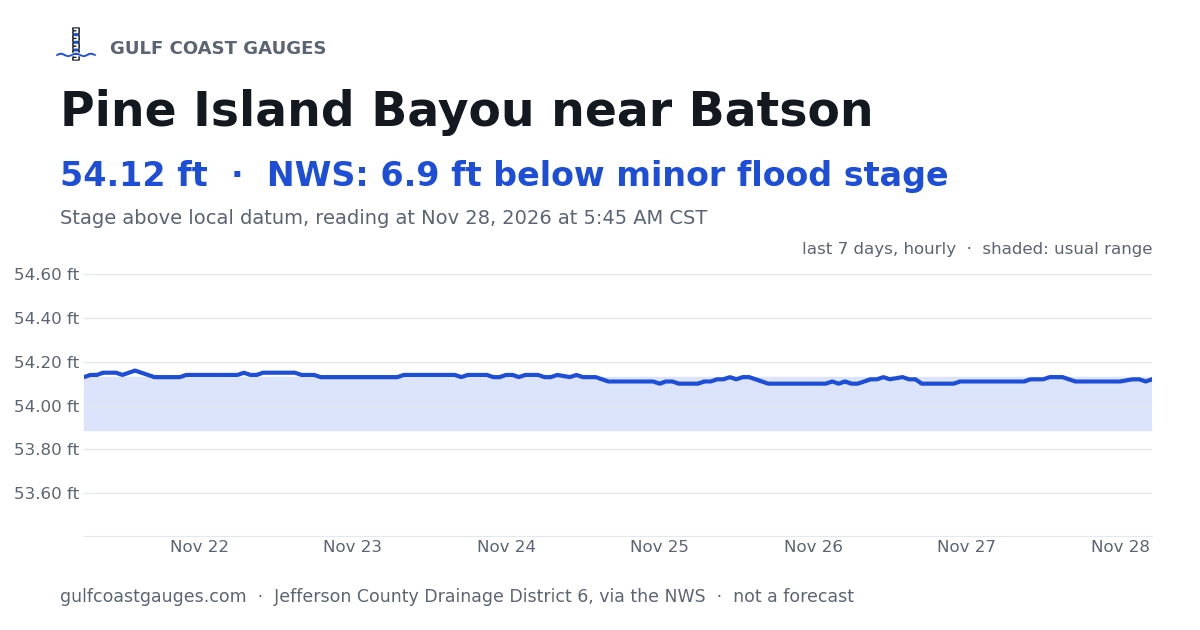 GULF COAST GAUGES
Pine Island Bayou near Batson
54.12 ft · NWS: 6.9 ft below minor flood stage
Stage above local datum, reading at Nov 28, 2026 at 5:45 AM CST
last 7 days, hourly · shaded: usual range
54.60 ft
54.40 ft
54.20 ft
54.00 ft
53.80 ft
53.60 ft
Nov 22 Nov 23 Nov 24 Nov 25 Nov 26 Nov 27 Nov 28
gulfcoastgauges.com · Jefferson County Drainage District 6, via the NWS · not a forecast